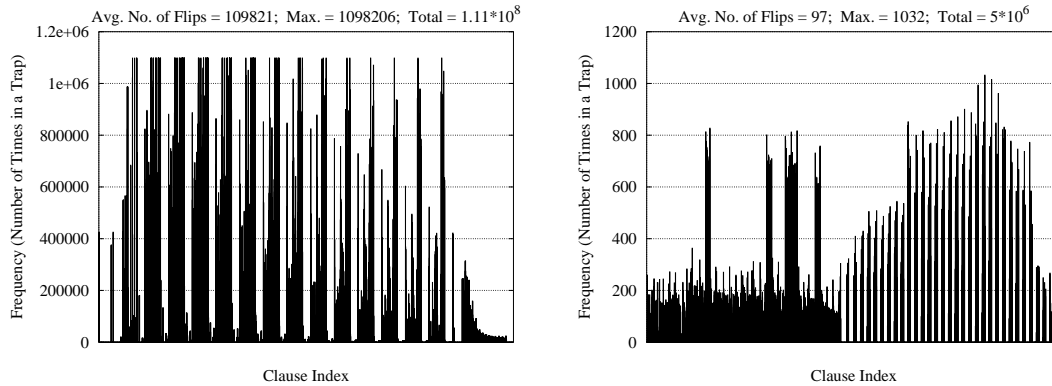 Avg. No. of Flips = 109821; Max. = 1098206; Total = 1.11*10^8
1.2e+06
1e+06
800000
600000
400000
200000
0
Frequency (Number of Times in a Trap)
Clause Index
Avg. No. of Flips = 97; Max. = 1032; Total = 5*10^6
1200
1000
800
600
400
200
0
Frequency (Number of Times in a Trap)
Clause Index